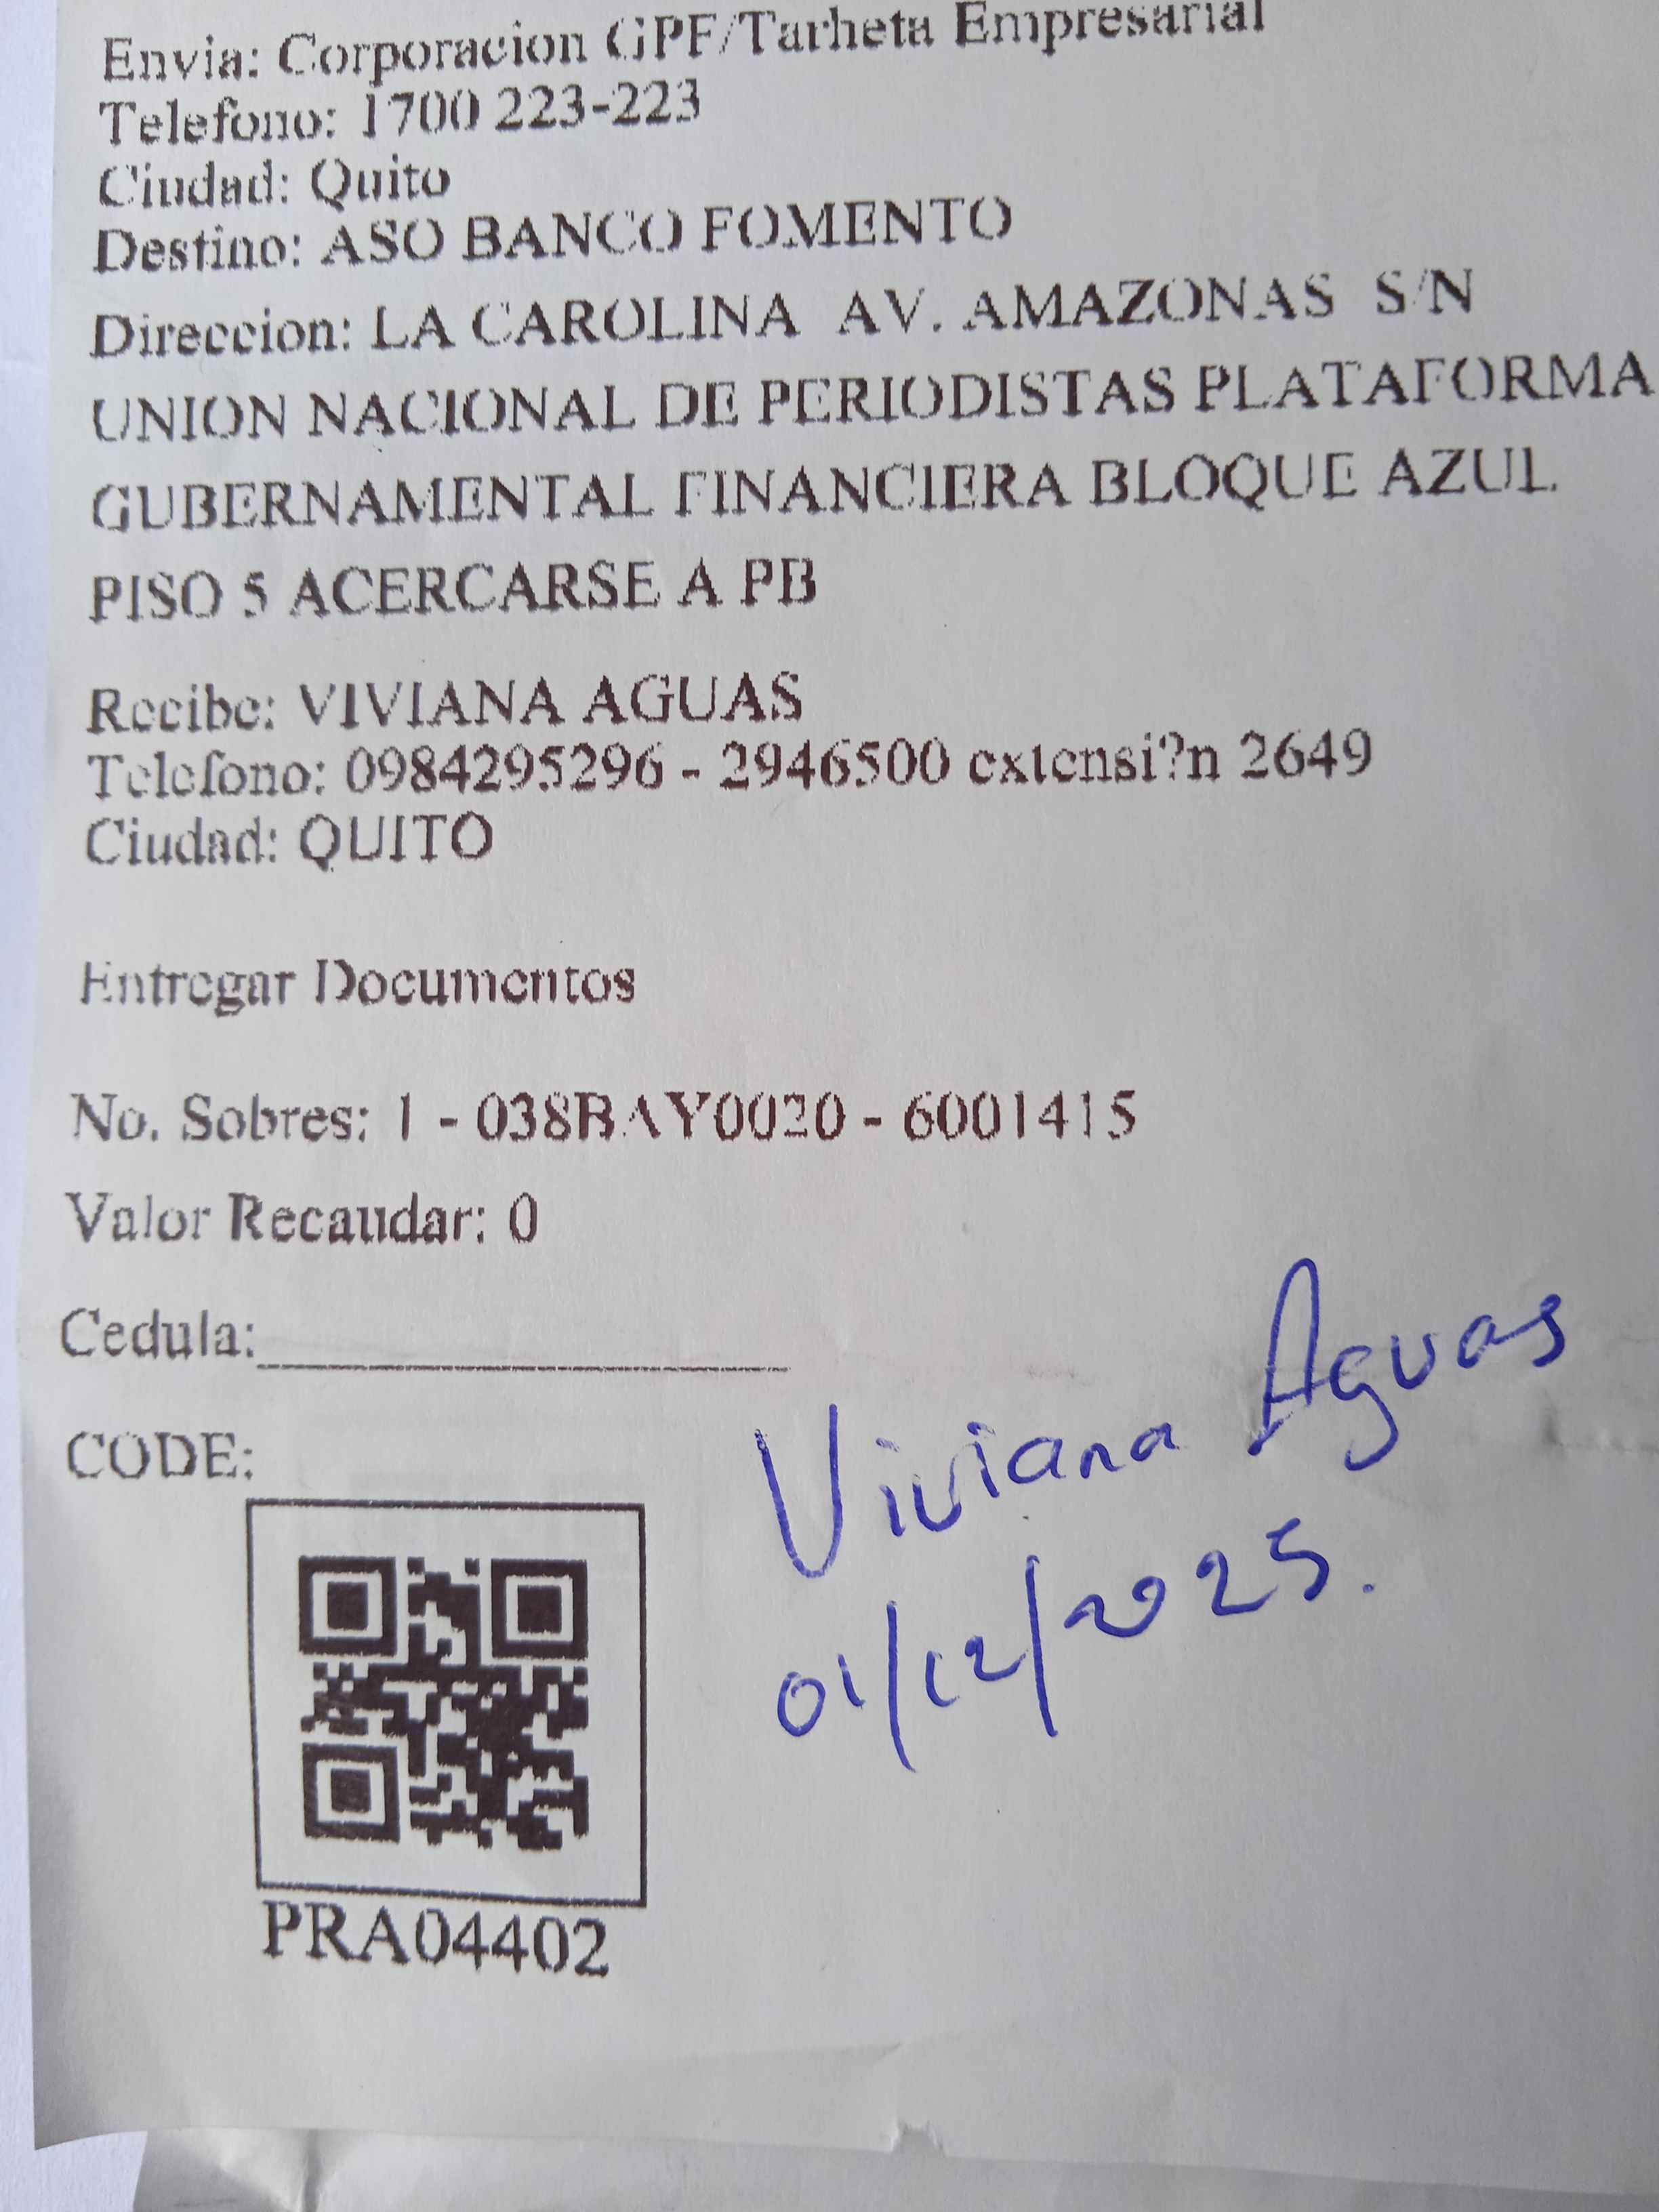 Envia: Corporacion GPF/Tarheta Empresarial
Telefono: 1700 223-223
Ciudad: Quito
Destino: ASO BANCO FOMENTO
Direccion: LA CAROLINA AV. AMAZONAS S/N
UNION NACIONAL DE PERIODISTAS PLATAFORMA
GUBERNAMENTAL FINANCIERA BLOQUE AZUL
PISO 5 ACERCARSE A PB
Recibe: VIVIANA AGUAS
Telefono: 0984295296 - 2946500 extensi?n 2649
Ciudad: QUITO
Entregar Documentos
No. Sobres: 1 - 038BAY0020 - 6001415
Valor Recaudar: 0
Cedula:
CODE:
Viviana Aguas
01/12/2025.
PRA04402